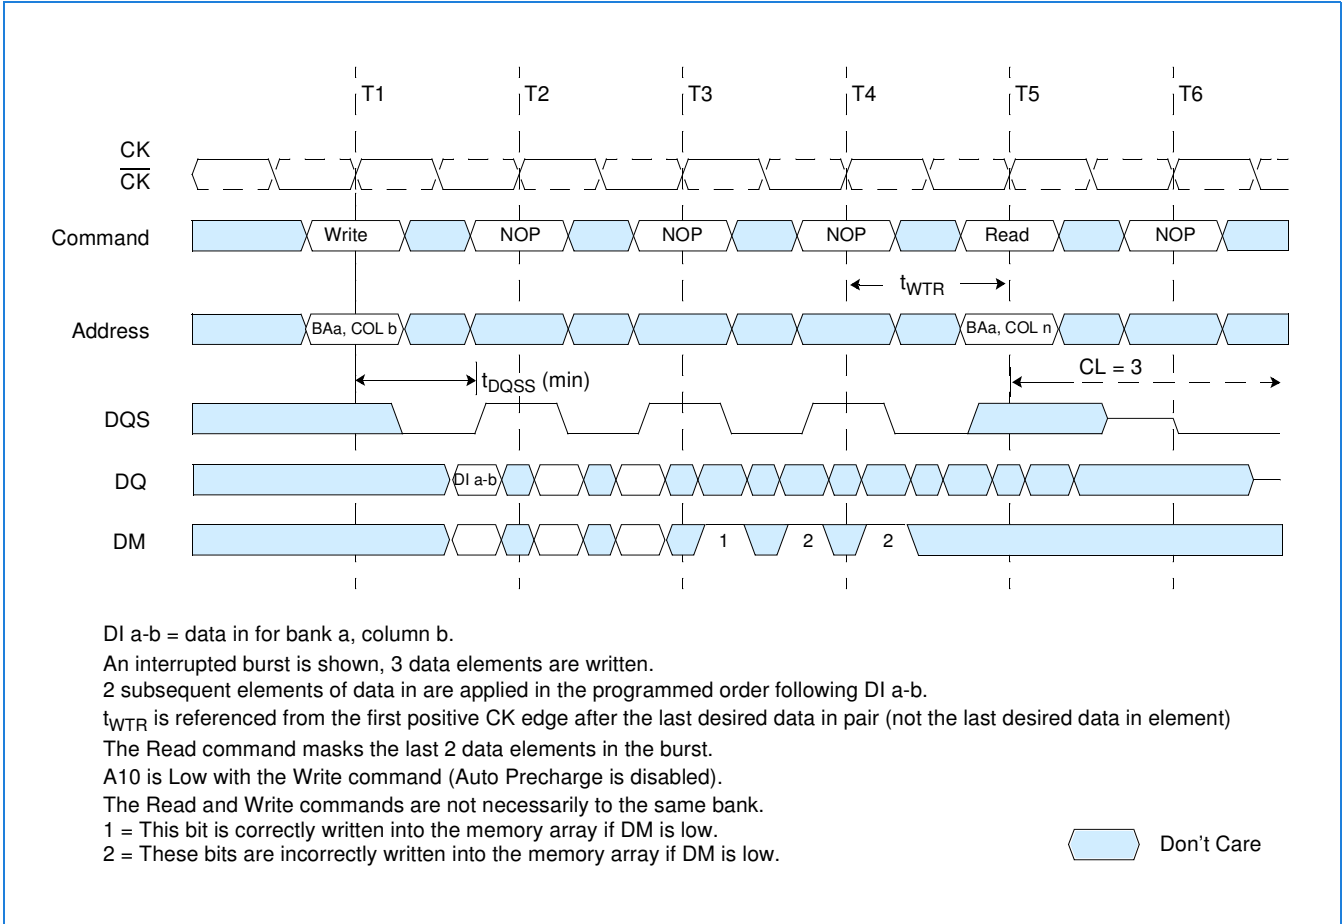 T1 T2 T3 T4 T5 T6
CK
CK
Command Write NOP NOP NOP Read NOP
tWTR
Address BAa, COL b BAa, COL n
tDQSS (min) CL = 3
DQS
DQ DI a-b
DM 1 2 2
DI a-b = data in for bank a, column b.
An interrupted burst is shown, 3 data elements are written.
2 subsequent elements of data in are applied in the programmed order following DI a-b.
tWTR is referenced from the first positive CK edge after the last desired data in pair (not the last desired data in element)
The Read command masks the last 2 data elements in the burst.
A10 is Low with the Write command (Auto Precharge is disabled).
The Read and Write commands are not necessarily to the same bank.
1 = This bit is correctly written into the memory array if DM is low.
2 = These bits are incorrectly written into the memory array if DM is low.
Don't Care